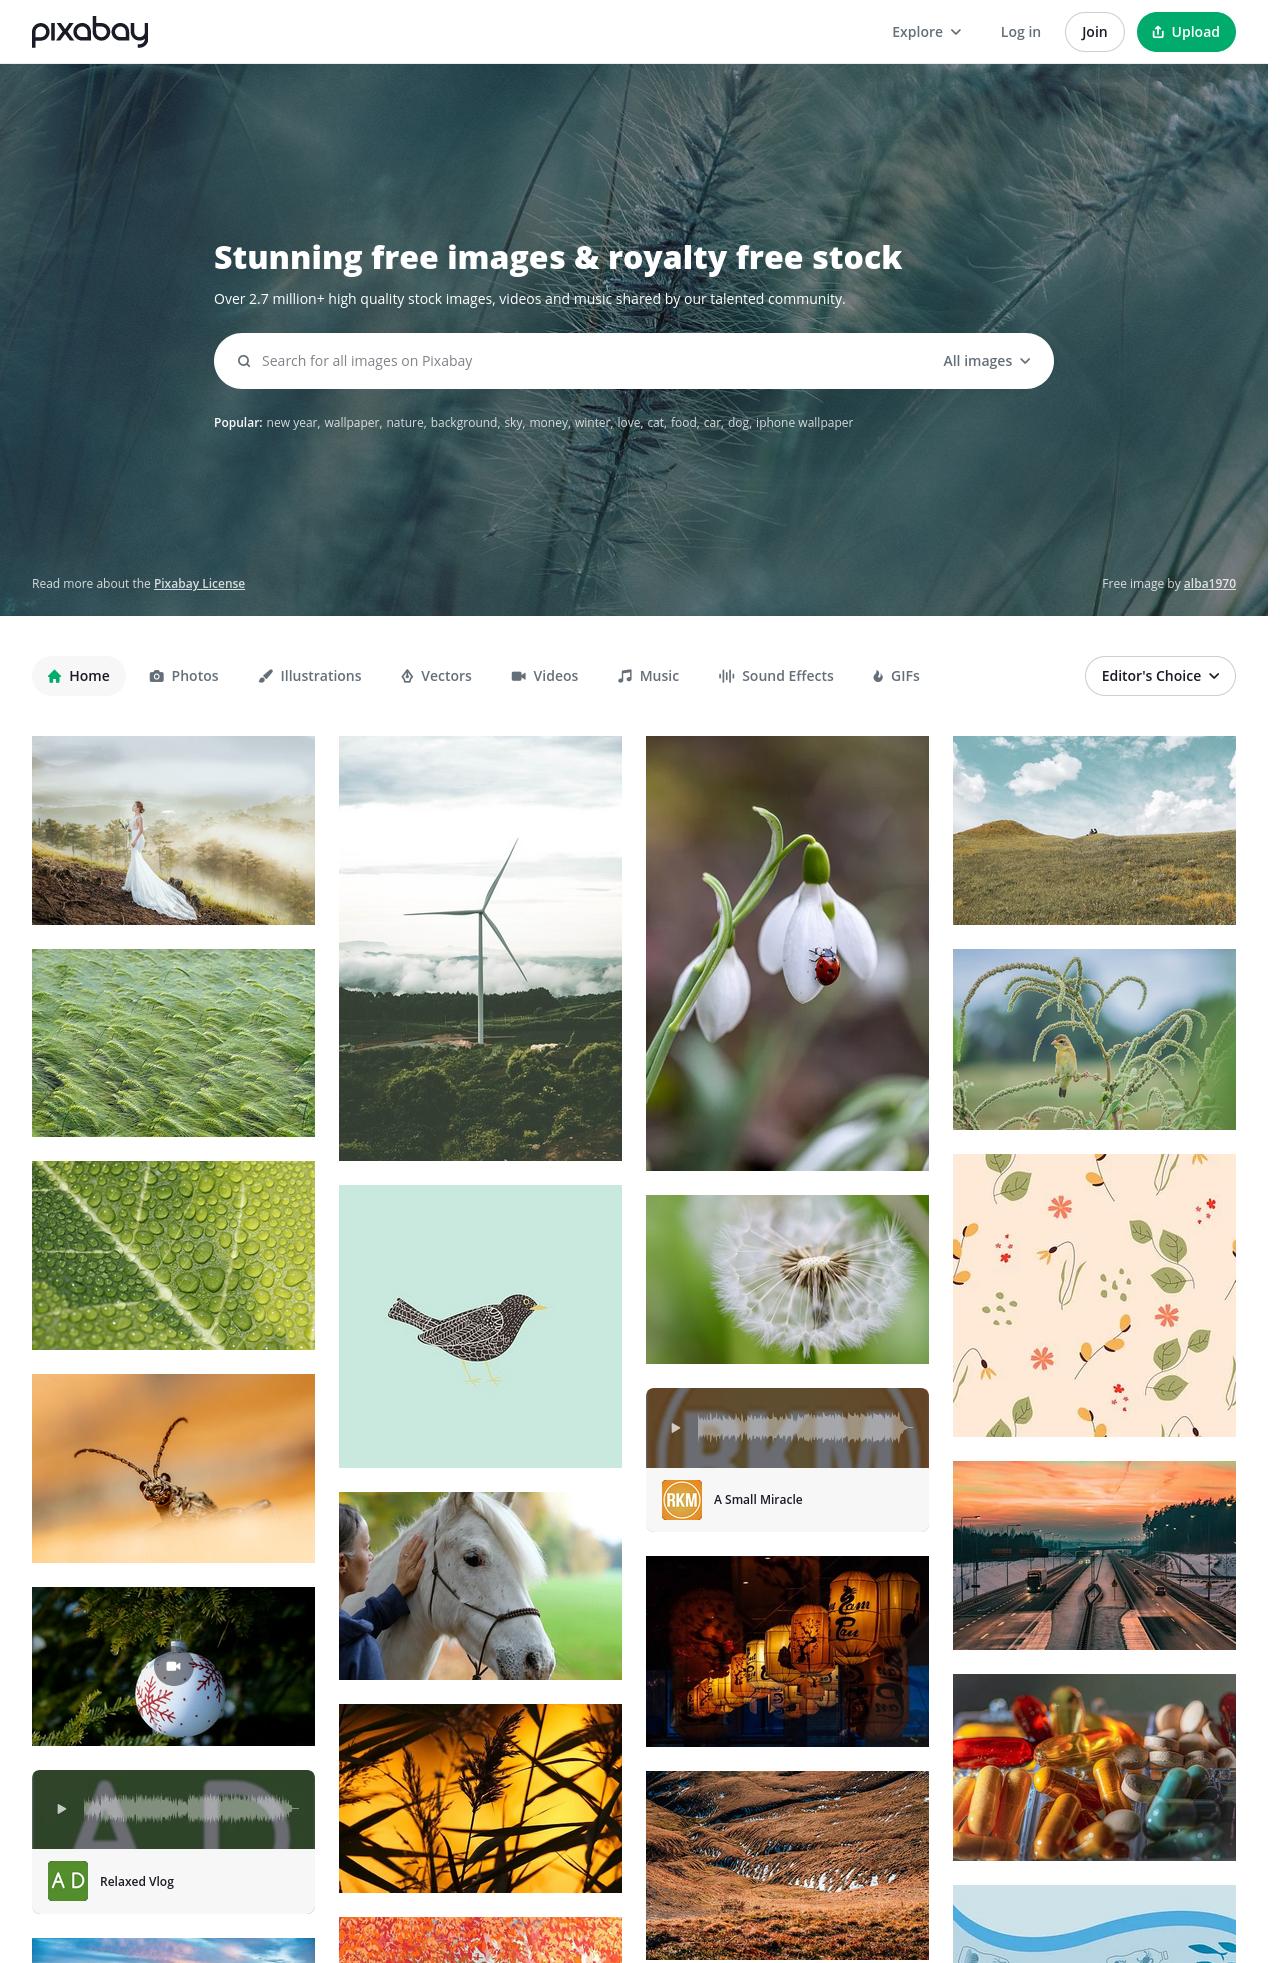 pixabay
Explore
Log in
Join
Upload
Stunning free images & royalty free stock
Over 2.7 million+ high quality stock images, videos and music shared by our talented community.
Search for all images on Pixabay
All images
Popular: new year, wallpaper, nature, background, sky, money, winter, love, cat, food, car, dog, iphone wallpaper
Read more about the Pixabay License
Free image by alba1970
Home
Photos
Illustrations
Vectors
Videos
Music
Sound Effects
GIFs
Editor's Choice
RKM
RKM
A Small Miracle
A D
A D
Relaxed Vlog